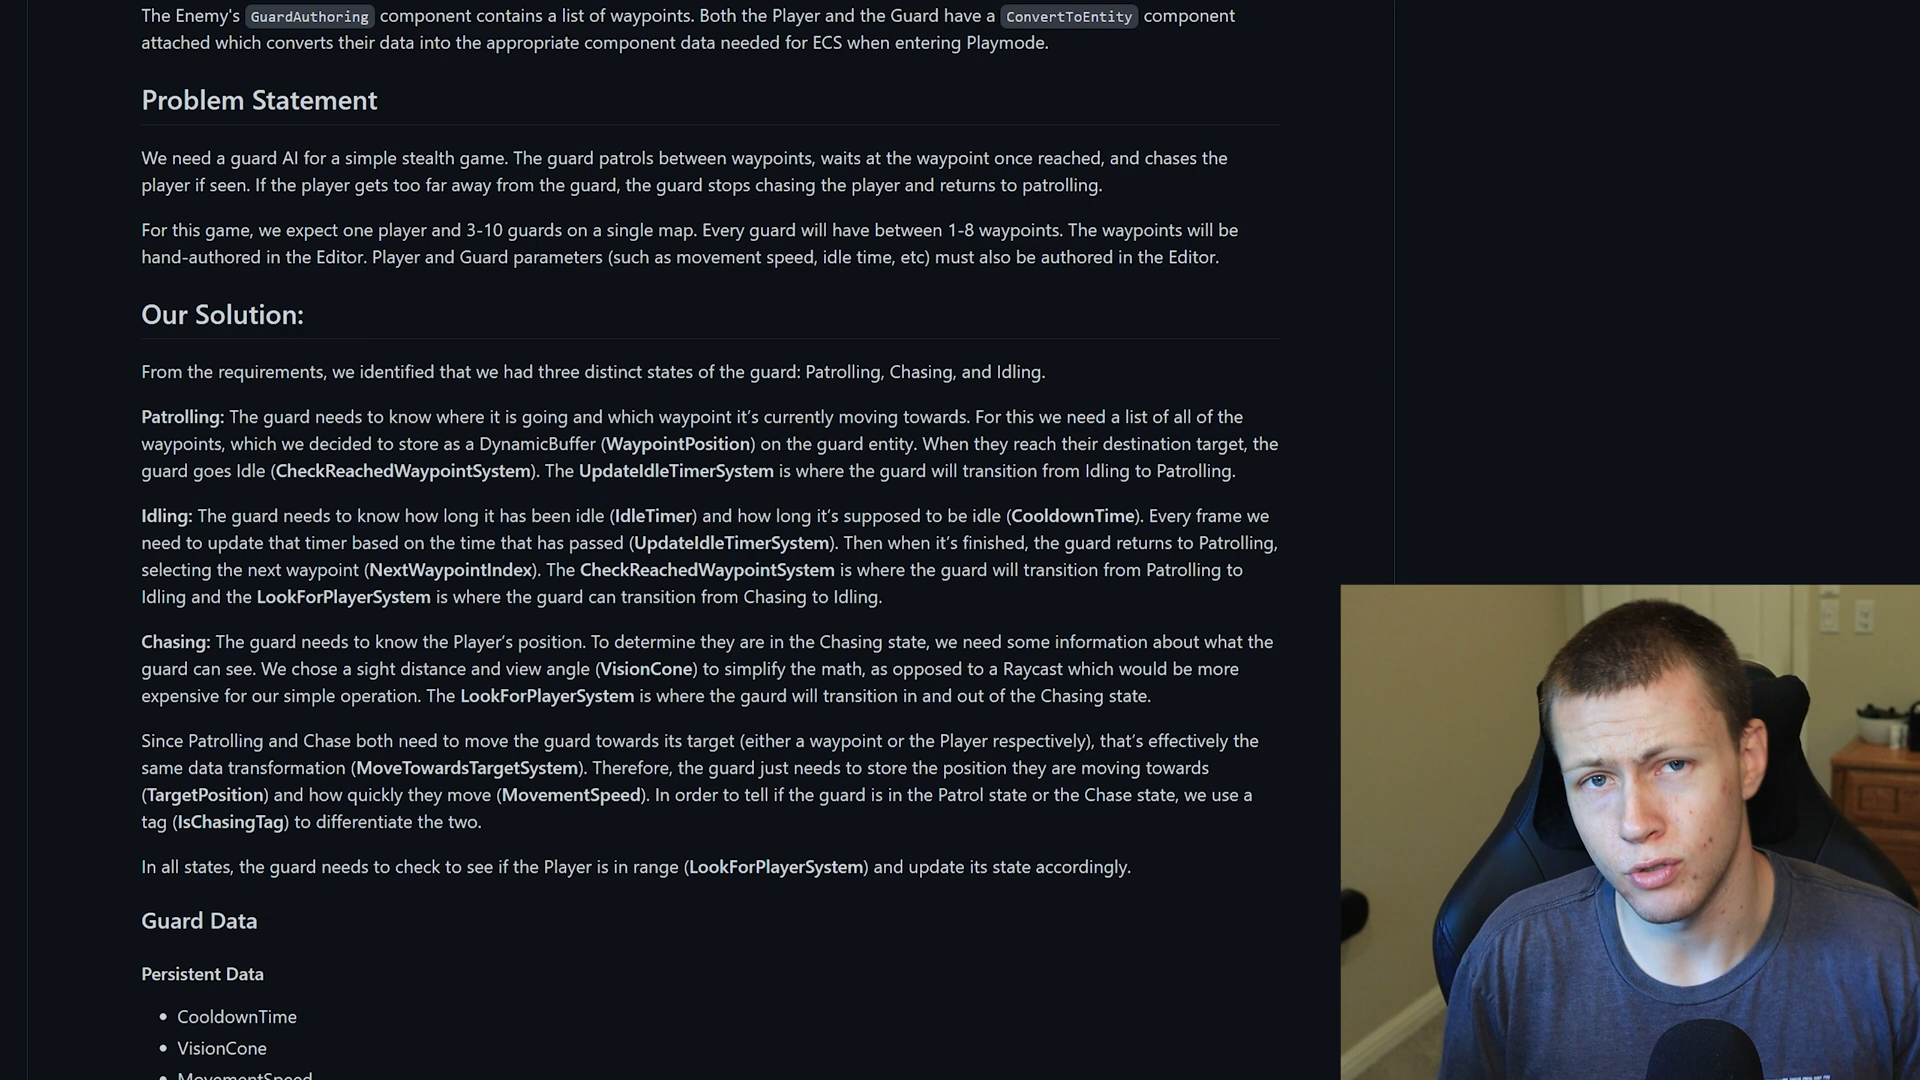 The Enemy's GuardAuthoring component contains a list of waypoints. Both the Player and the Guard have a ConvertToEntity component
attached which converts their data into the appropriate component data needed for ECS when entering Playmode.
Problem Statement
We need a guard AI for a simple stealth game. The guard patrols between waypoints, waits at the waypoint once reached, and chases the
player if seen. If the player gets too far away from the guard, the guard stops chasing the player and returns to patrolling.
For this game, we expect one player and 3-10 guards on a single map. Every guard will have between 1-8 waypoints. The waypoints will be
hand-authored in the Editor. Player and Guard parameters (such as movement speed, idle time, etc) must also be authored in the Editor.
Our Solution:
From the requirements, we identified that we had three distinct states of the guard: Patrolling, Chasing, and Idling.
Patrolling: The guard needs to know where it is going and which waypoint it’s currently moving towards. For this we need a list of all of the
waypoints, which we decided to store as a DynamicBuffer (WaypointPosition) on the guard entity. When they reach their destination target, the
guard goes Idle (CheckReachedWaypointSystem). The UpdateIdleTimerSystem is where the guard will transition from Idling to Patrolling.
Idling: The guard needs to know how long it has been idle (IdleTimer) and how long it’s supposed to be idle (CooldownTime). Every frame we
need to update that timer based on the time that has passed (UpdateIdleTimerSystem). Then when it’s finished, the guard returns to Patrolling,
selecting the next waypoint (NextWaypointIndex). The CheckReachedWaypointSystem is where the guard will transition from Patrolling to
Idling and the LookForPlayerSystem is where the guard can transition from Chasing to Idling.
Chasing: The guard needs to know the Player’s position. To determine they are in the Chasing state, we need some information about what the
guard can see. We chose a sight distance and view angle (VisionCone) to simplify the math, as opposed to a Raycast which would be more
expensive for our simple operation. The LookForPlayerSystem is where the gaurd will transition in and out of the Chasing state.
Since Patrolling and Chase both need to move the guard towards its target (either a waypoint or the Player respectively), that’s effectively the
same data transformation (MoveTowardsTargetSystem). Therefore, the guard just needs to store the position they are moving towards
(TargetPosition) and how quickly they move (MovementSpeed). In order to tell if the guard is in the Patrol state or the Chase state, we use a
tag (IsChasingTag) to differentiate the two.
In all states, the guard needs to check to see if the Player is in range (LookForPlayerSystem) and update its state accordingly.
Guard Data
Persistent Data
• CooldownTime
• VisionCone
• MovementSpeed